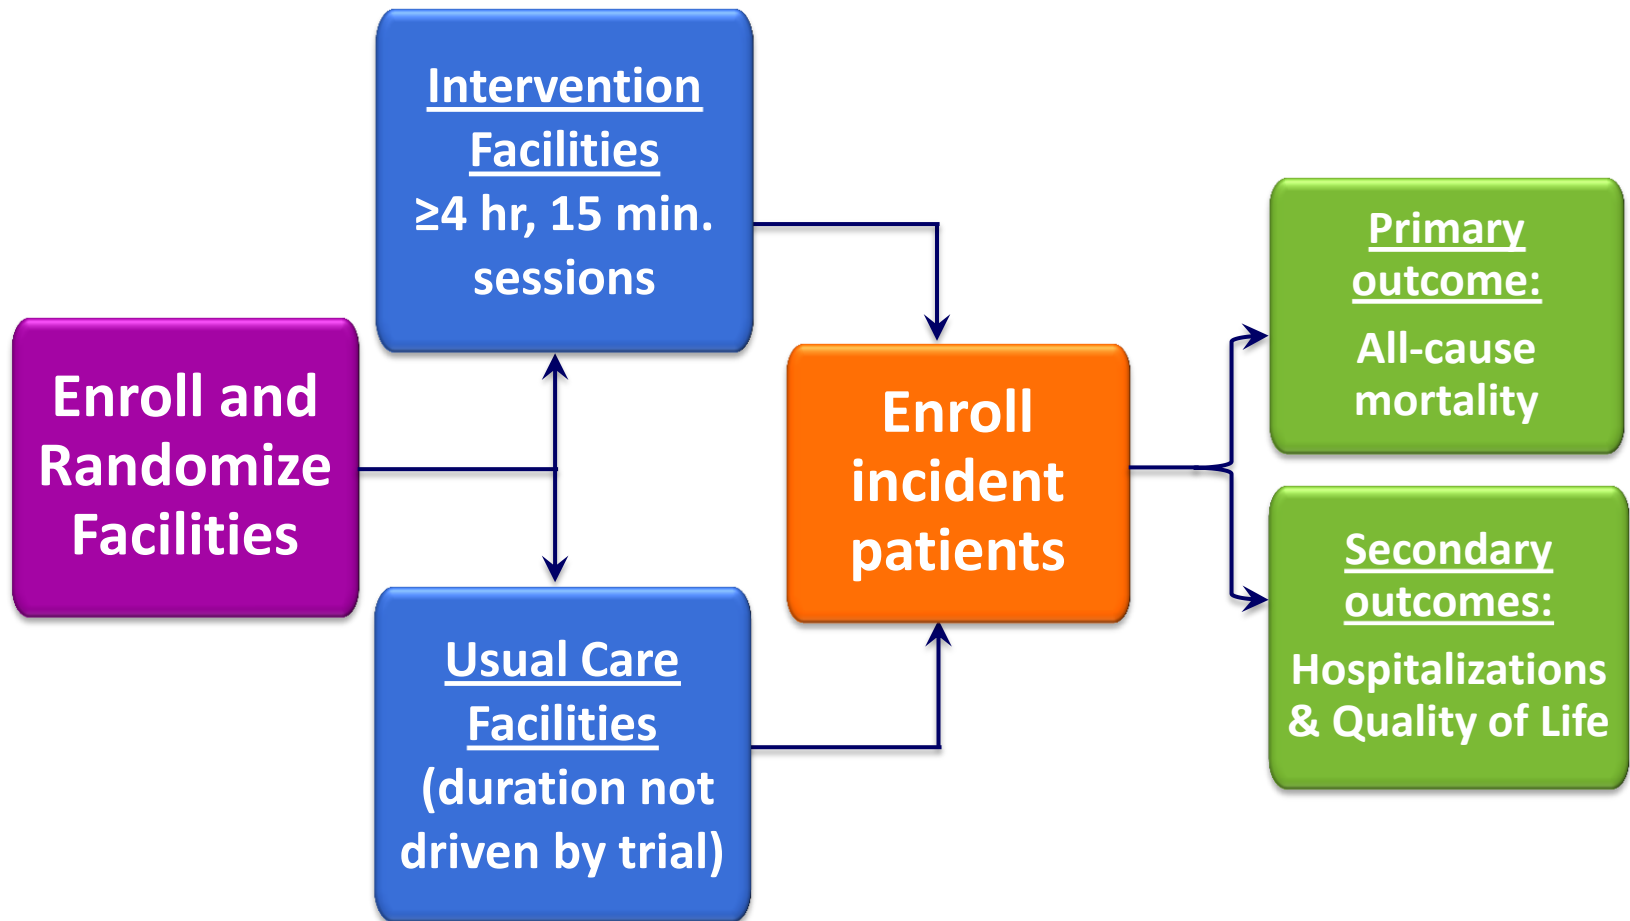 Enroll and
Randomize
Facilities
Intervention
Facilities
≥4 hr, 15 min.
sessions
Usual Care
Facilities
(duration not
driven by trial)
Enroll
incident
patients
Primary
outcome:
All-cause
mortality
Secondary
outcomes:
Hospitalizations
& Quality of Life